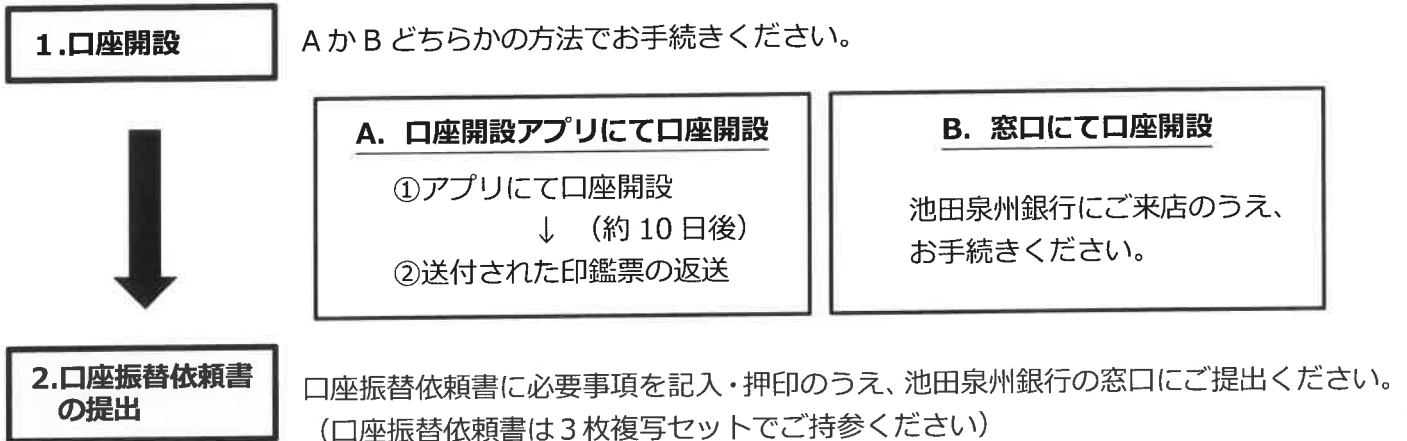 1.口座開設
AかB どちらかの方法でお手続きください。
A. 口座開設アプリにて口座開設
①アプリにて口座開設
↓ （約 10 日後）
②送付された印鑑票の返送
B. 窓口にて口座開設
池田泉州銀行にご来店のうえ、
お手続きください。
2.口座振替依頼書
の提出
口座振替依頼書に必要事項を記入・押印のうえ、池田泉州銀行の窓口にご提出ください。
（口座振替依頼書は３枚複写セットでご持参ください）